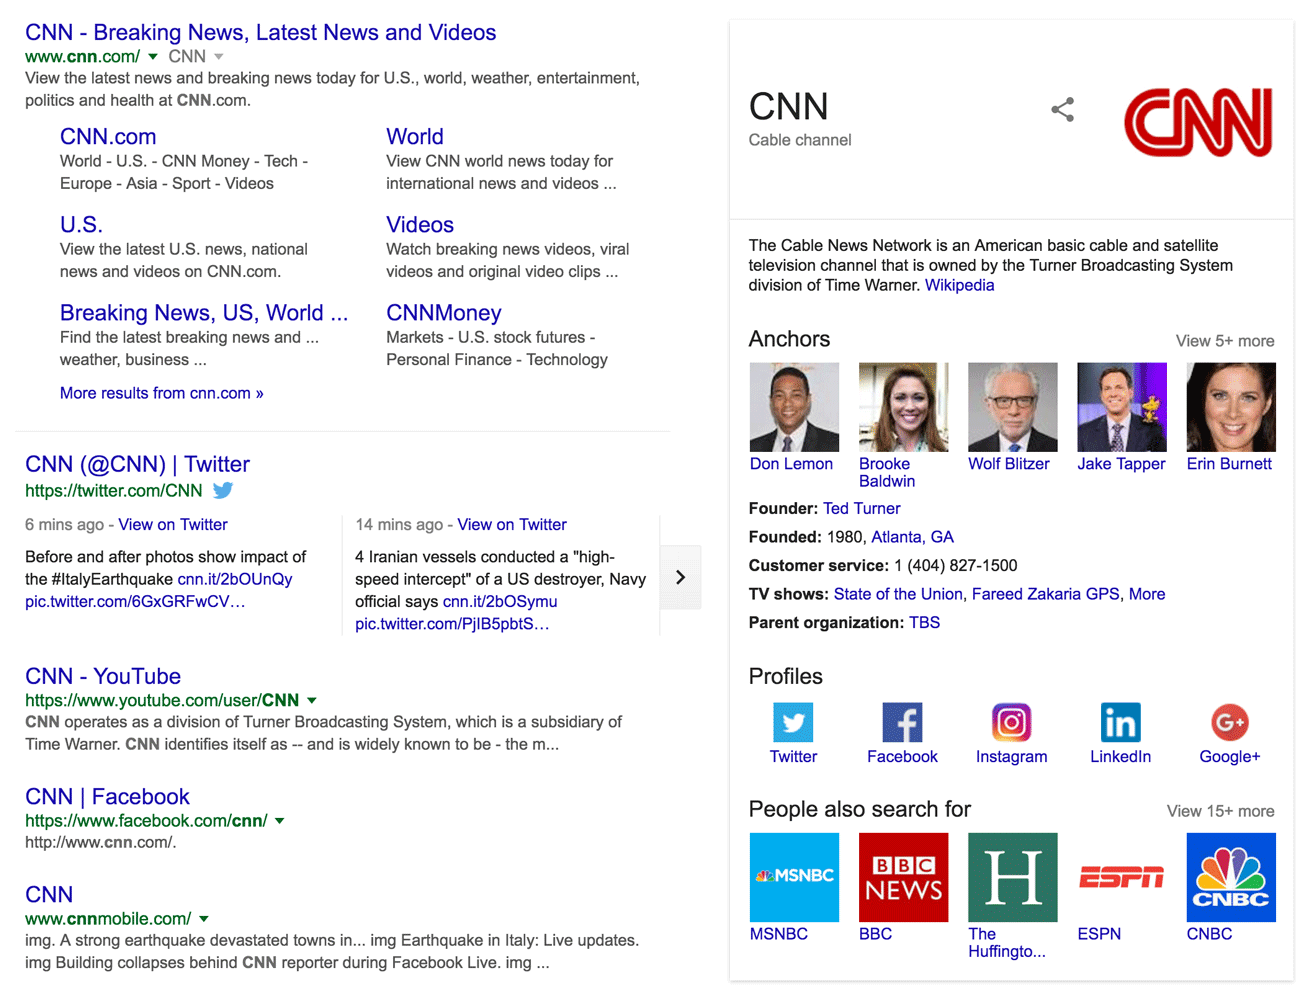 CNN - Breaking News, Latest News and Videos
www.cnn.com/ CNN
View the latest news and breaking news today for U.S., world, weather, entertainment,
politics and health at CNN.com.
CNN.com
World - U.S. - CNN Money - Tech -
Europe - Asia - Sport - Videos
World
View CNN world news today for
international news and videos ...
U.S.
View the latest U.S. news, national
news and videos on CNN.com.
Videos
Watch breaking news videos, viral
videos and original video clips ...
Breaking News, US, World ...
Find the latest breaking news and ...
weather, business ...
CNNMoney
Markets - U.S. stock futures -
Personal Finance - Technology
More results from cnn.com »
CNN (@CNN) | Twitter
https://twitter.com/CNN
6 mins ago - View on Twitter
Before and after photos show impact of
the #ItalyEarthquake cnn.it/2bOUnQy
pic.twitter.com/6GxGRFwCV…
14 mins ago - View on Twitter
4 Iranian vessels conducted a "high-
speed intercept" of a US destroyer, Navy
official says cnn.it/2bOSymu
pic.twitter.com/PjIB5pbtS…
CNN - YouTube
https://www.youtube.com/user/CNN
CNN operates as a division of Turner Broadcasting System, which is a subsidiary of
Time Warner. CNN identifies itself as -- and is widely known to be - the m...
CNN | Facebook
https://www.facebook.com/cnn/
http://www.cnn.com/.
CNN
www.cnnmobile.com/
img. A strong earthquake devastated towns in... img Earthquake in Italy: Live updates.
img Building collapses behind CNN reporter during Facebook Live. img ...
CNN
Cable channel
CNN
The Cable News Network is an American basic cable and satellite
television channel that is owned by the Turner Broadcasting System
division of Time Warner. Wikipedia
Anchors
View 5+ more
Don Lemon
Brooke
Baldwin
Wolf Blitzer
Jake Tapper
Erin Burnett
Founder: Ted Turner
Founded: 1980, Atlanta, GA
Customer service: 1 (404) 827-1500
TV shows: State of the Union, Fareed Zakaria GPS, More
Parent organization: TBS
Profiles
f
in
G+
Twitter
Facebook
Instagram
LinkedIn
Google+
People also search for
View 15+ more
MSNBC
BBC
NEWS
H
ESPN
CNBC
MSNBC
BBC
The
Huffingto...
ESPN
CNBC